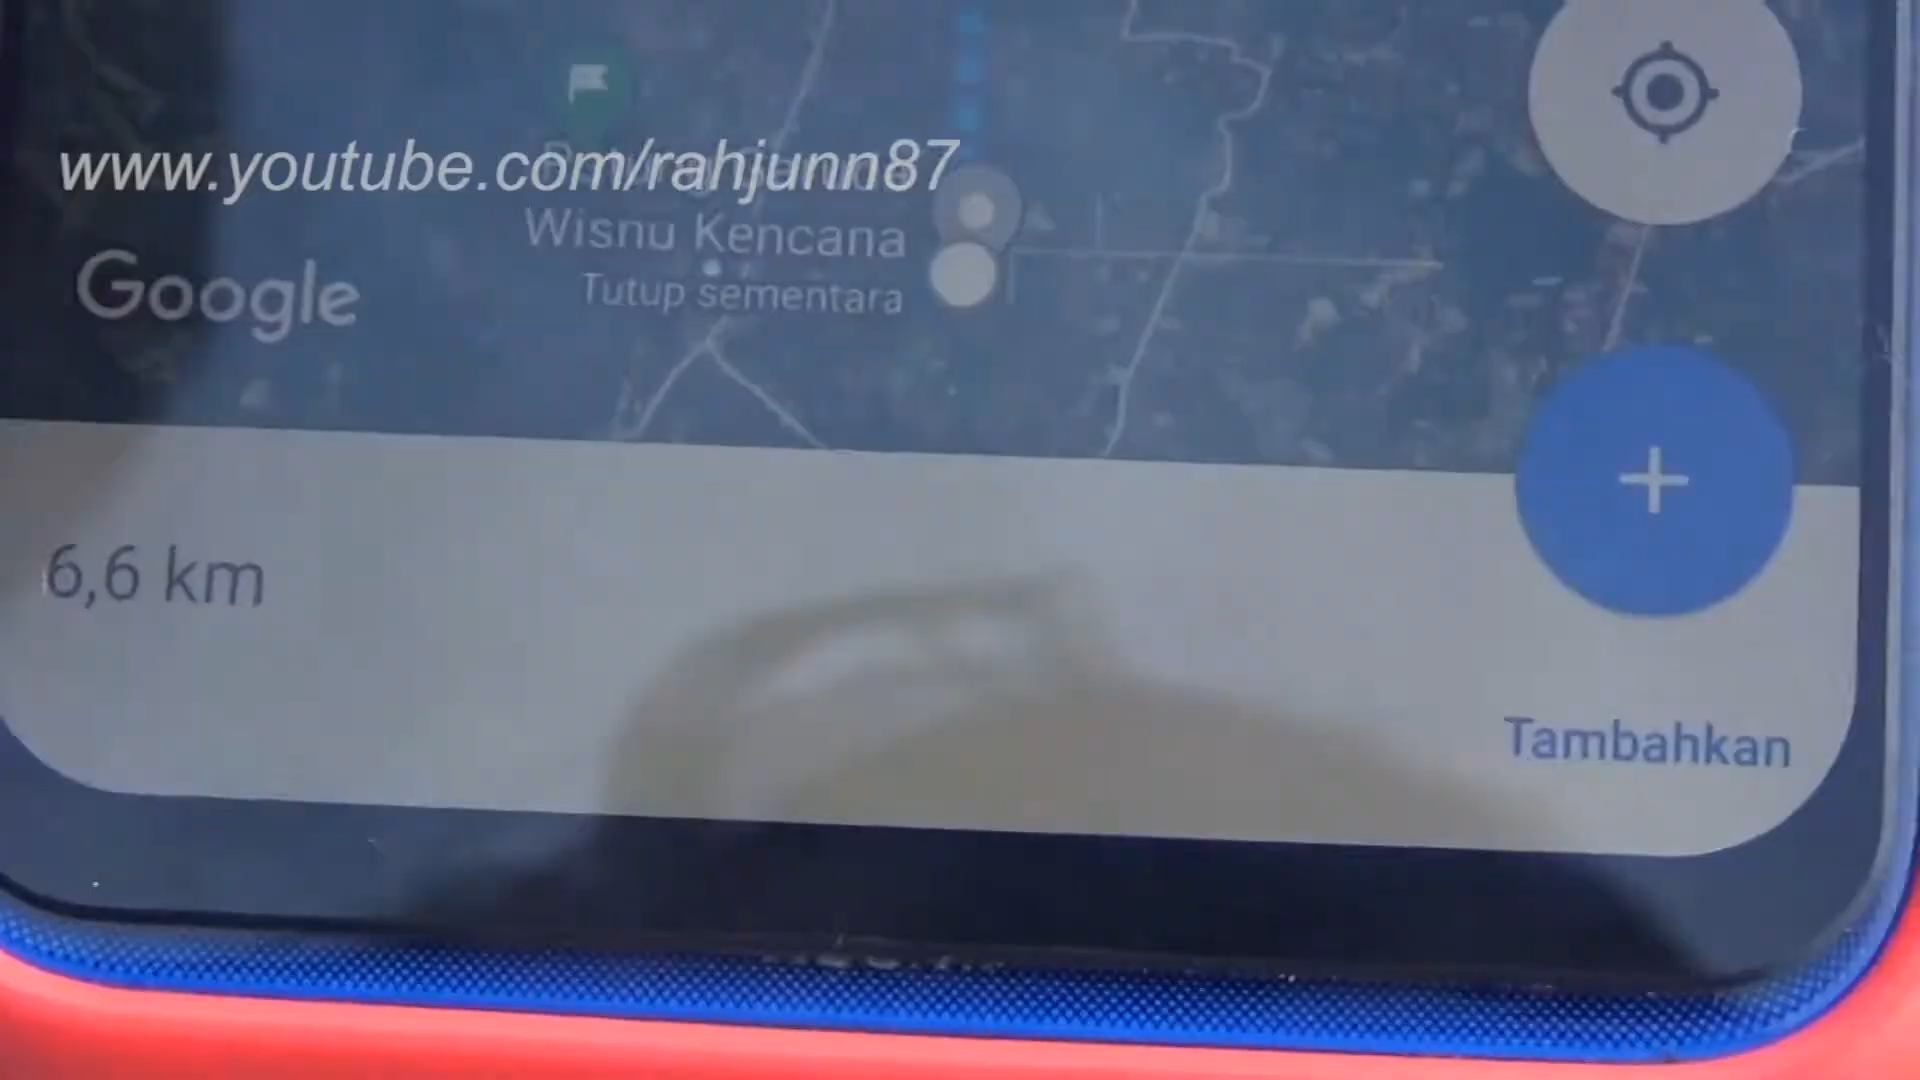 www.youtube.com/rahjunn87
Wisnu Kencana
Tutup sementara
Google
6,6 km
Tambahkan